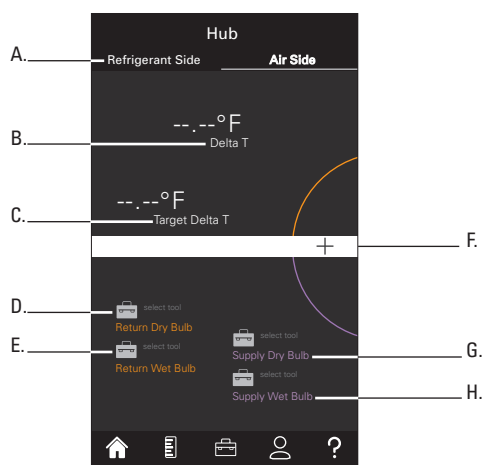 Hub
A.
Refrigerant Side
Air Side
--.--°F
B.
Delta T
--.--°F
C.
Target Delta T
+
F.
D.
select tool
Return Dry Bulb
E.
select tool
Return Wet Bulb
select tool
Supply Dry Bulb
G.
select tool
Supply Wet Bulb
H.
?